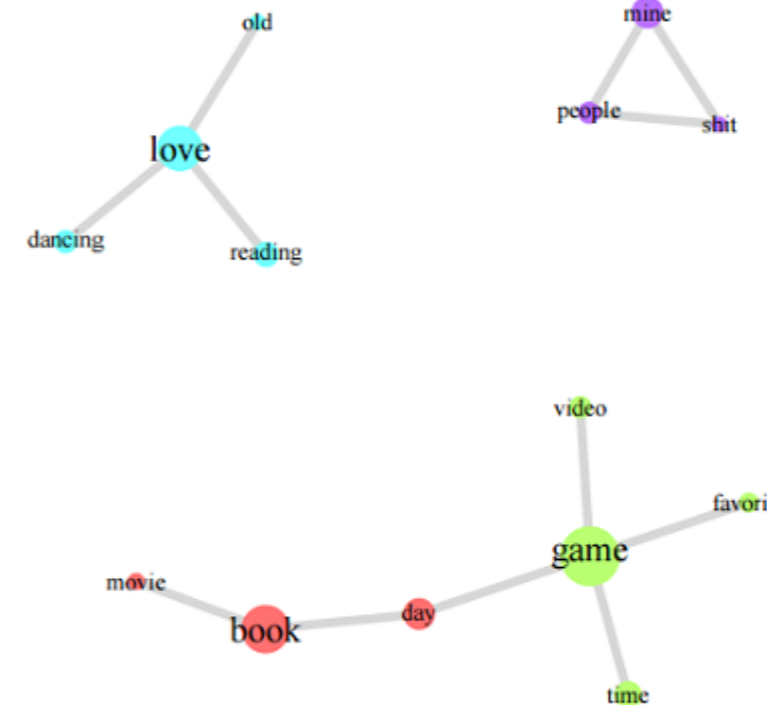 old
mine
people
shit
love
dancing
reading
video
favori
game
movie
book
day
time